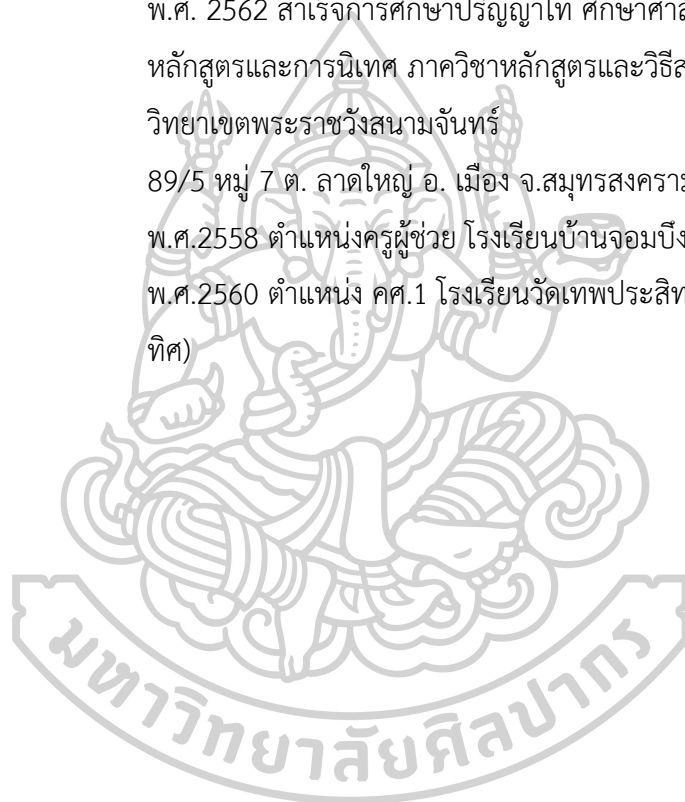 พ.ศ. 2562 สำเร็จการศึกษาปริญญาโท ศึกษาศาส
หลักสูตรและการนิเทศ ภาควิชาหลักสูตรและวิธีส
วิทยาเขตพระราชวังสนามจันทร์
89/5 หมู่ 7 ต. ลาดใหญ่ อ. เมือง จ.สมุทรสงคราม
พ.ศ.2558 ตำแหน่งครูผู้ช่วย โรงเรียนบ้านจอมบึง
พ.ศ.2560 ตำแหน่ง คศ.1 โรงเรียนวัดเทพประสิท
ทิศ)
มหาวิทยาลัยศิลปากร